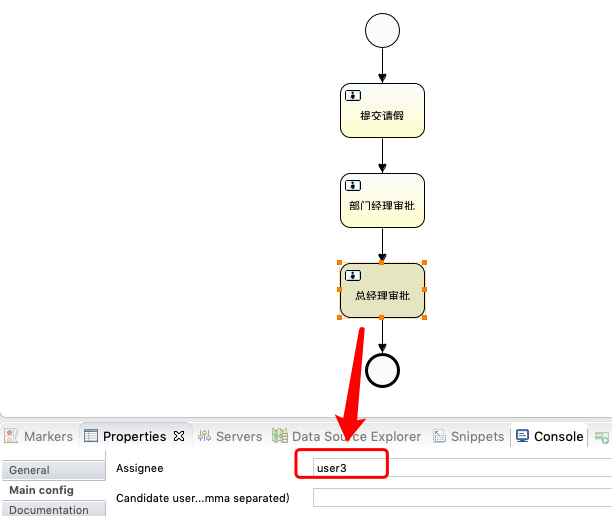 提交请假
部门经理审批
总经理审批
Markers Properties Servers Data Source Explorer Snippets Console
General
Main config
Documentation
Assignee
user3
Candidate user...mma separated)